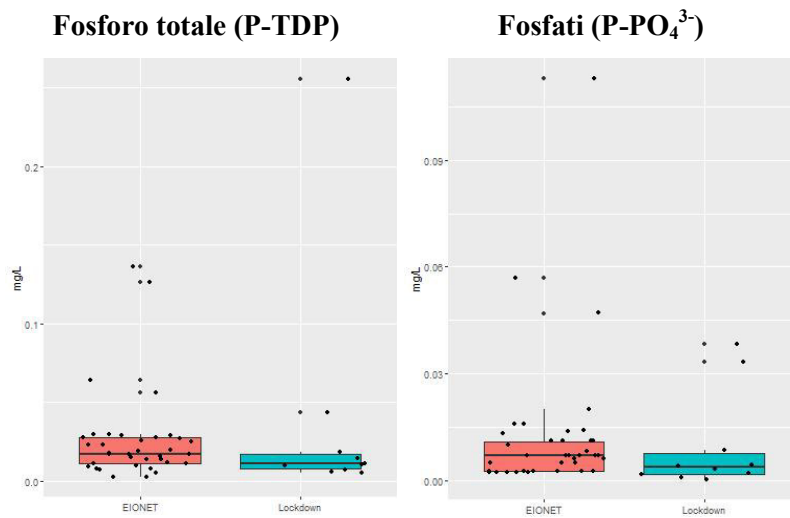 Fosforo totale (P-TDP)
Fosfati (P-PO₄³⁻)
mg/L
0.2
0.1
0.0
EIONET
Lockdown
mg/L
0.09
0.06
0.03
0.00
EIONET
Lockdown